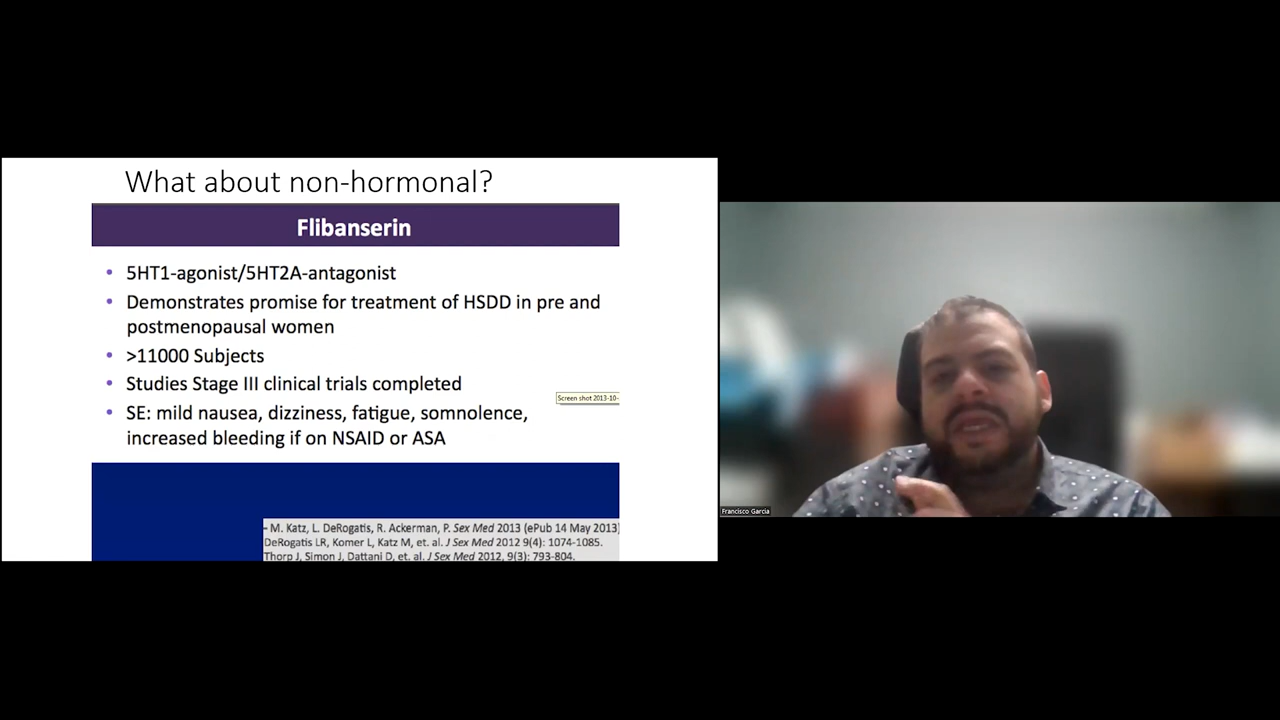 What about non-hormonal?
Flibanserin
• 5HT1-agonist/5HT2A-antagonist
• Demonstrates promise for treatment of HSDD in pre and
postmenopausal women
• >11000 Subjects
• Studies Stage III clinical trials completed
Screen shot 2013-10-
• SE: mild nausea, dizziness, fatigue, somnolence,
increased bleeding if on NSAID or ASA
- M. Katz, L. DeRogatis, R. Ackerman, P. Sex Med 2013 (ePub 14 May 2013)
DeRogatis LR, Komer L, Katz M, et. al. J Sex Med 2012 9(4): 1074-1085.
Thorp J, Simon J, Dattani D, et. al. J Sex Med 2012, 9(3): 793-804.
Francisco Garcia